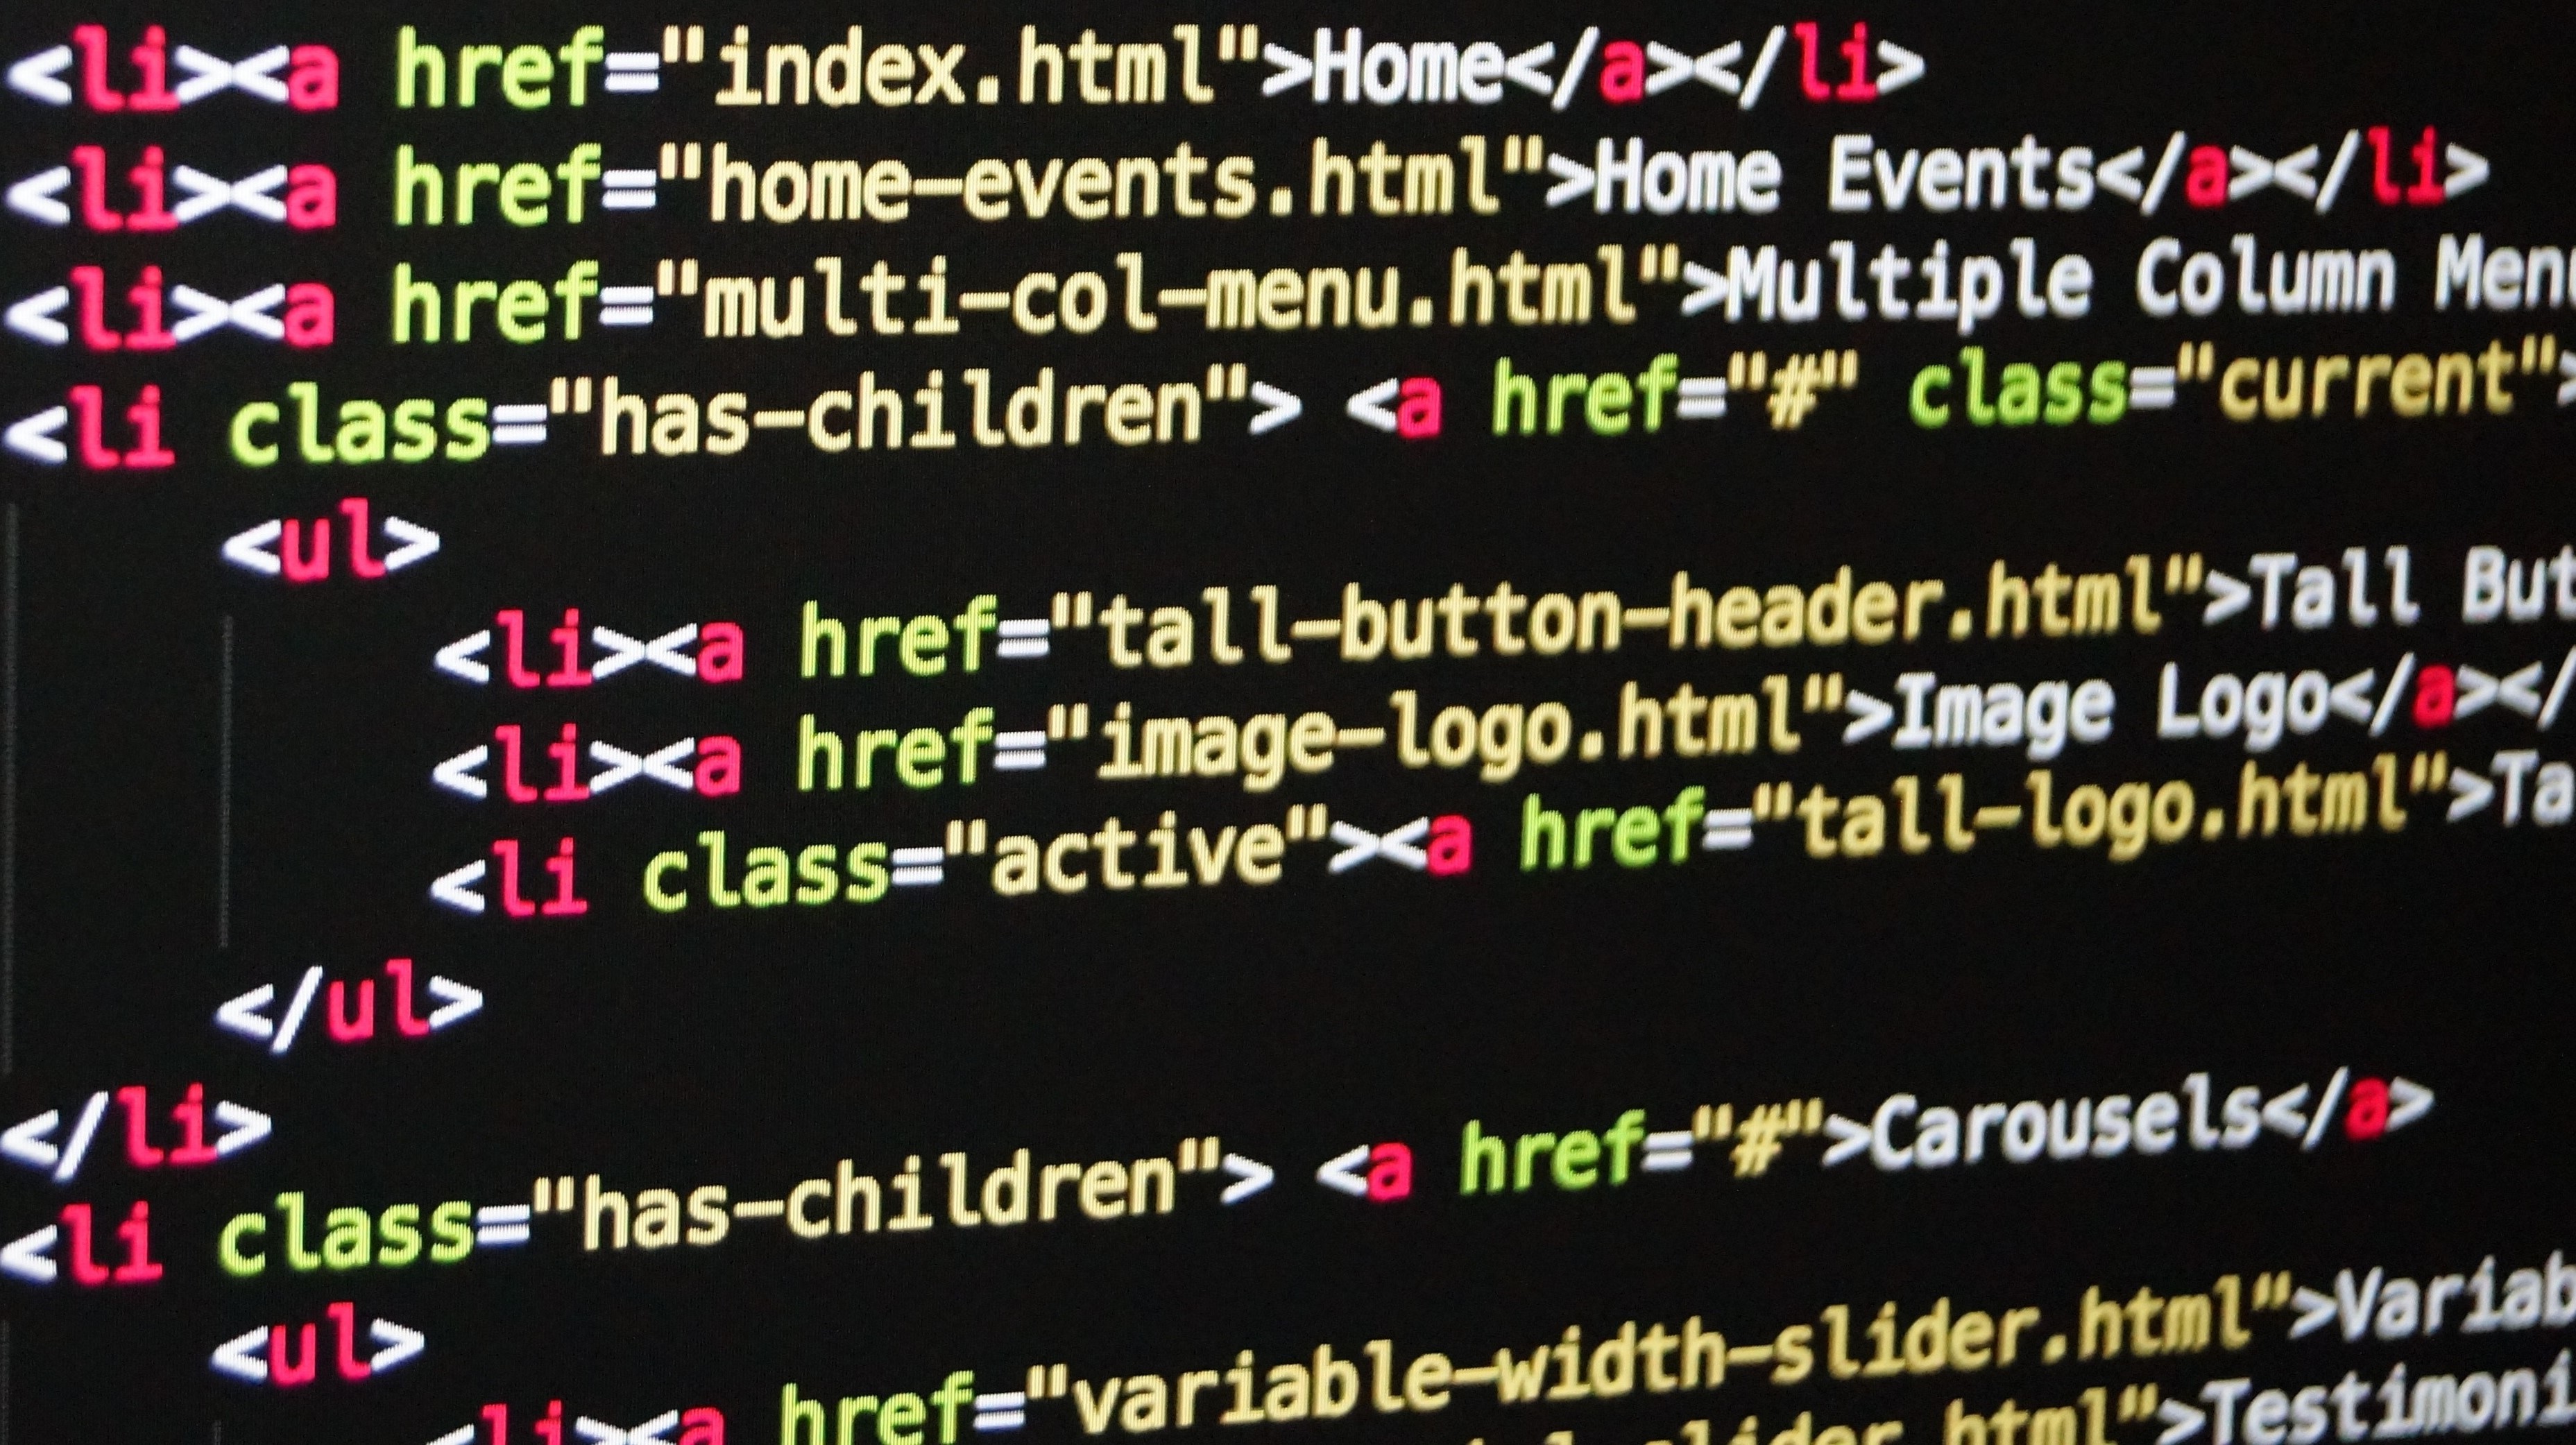 <li><a href="index.html">Home</a></li>
<li><a href="home-events.html">Home Events</a></li>
<li><a href="multi-col-menu.html">Multiple Column Men
<li class="has-children"> <a href="#" class="current">
<ul>
<li><a href="tall-button-header.html">Tall But
<li><a href="image-logo.html">Image Logo</a></
<li class="active"><a href="tall-logo.html">Ta
</ul>
</li>
<li class="has-children"> <a href="#">Carousels</a>
<ul>
<li><a href="variable-width-slider.html">Variab
slider.html">Testimoni